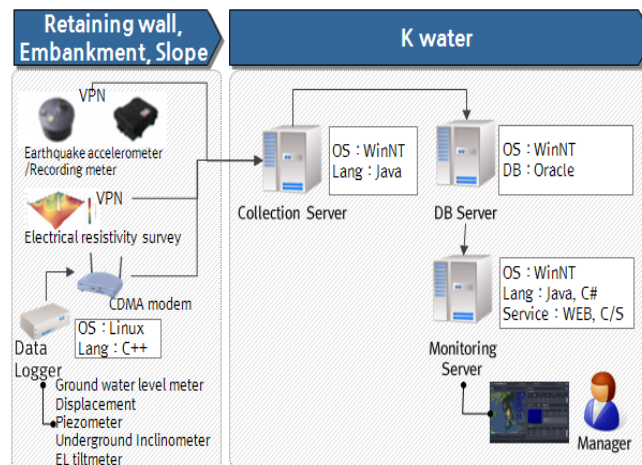 Retaining wall,
Embankment, Slope
K water
VPN
Earthquake accelerometer
/Recording meter
VPN
Electrical resistivity survey
CDMA modem
OS : Linux
Lang : C++
Data
Logger
Ground water level meter
Displacement
Piezometer
Underground Inclinometer
EL tiltmeter
OS : WinNT
Lang : Java
Collection Server
OS : WinNT
DB : Oracle
DB Server
OS : WinNT
Lang : Java, C#
Service : WEB, C/S
Monitoring
Server
Manager